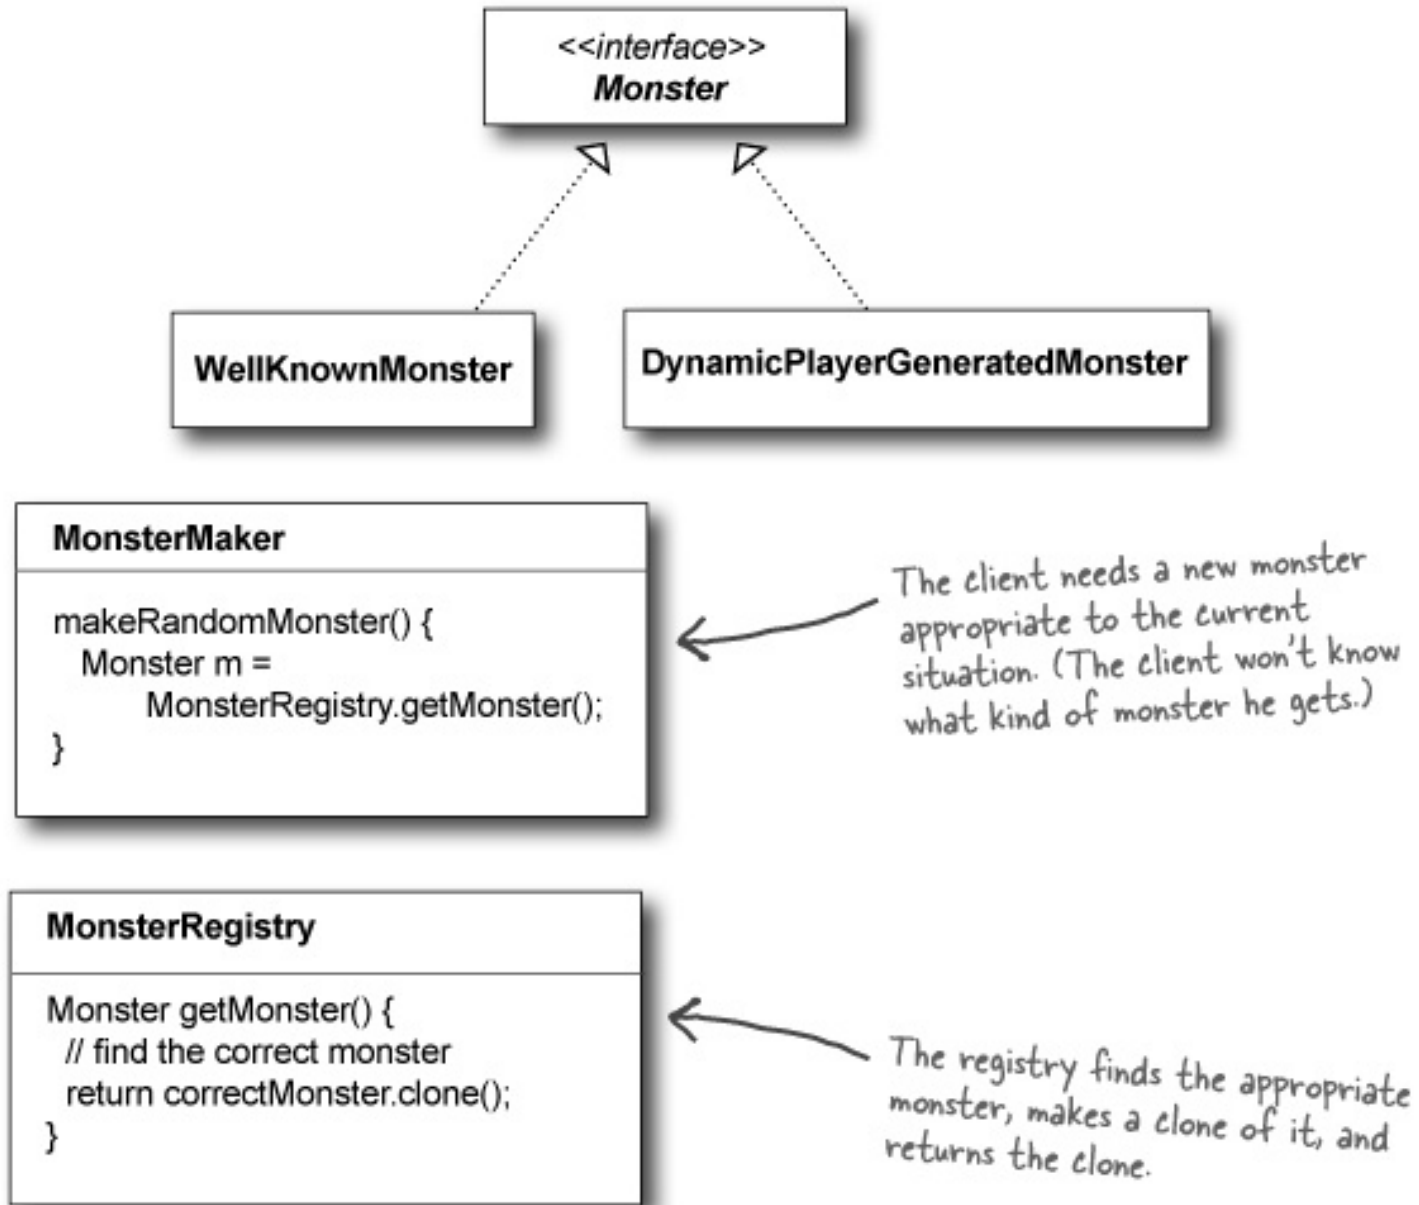 <<interface>>
Monster
WellKnownMonster
DynamicPlayerGeneratedMonster
MonsterMaker
makeRandomMonster() {
Monster m =
MonsterRegistry.getMonster();
}
The client needs a new monster
appropriate to the current
situation. (The client won't know
what kind of monster he gets.)
MonsterRegistry
Monster getMonster() {
// find the correct monster
return correctMonster.clone();
}
The registry finds the appropriate
monster, makes a clone of it, and
returns the clone.